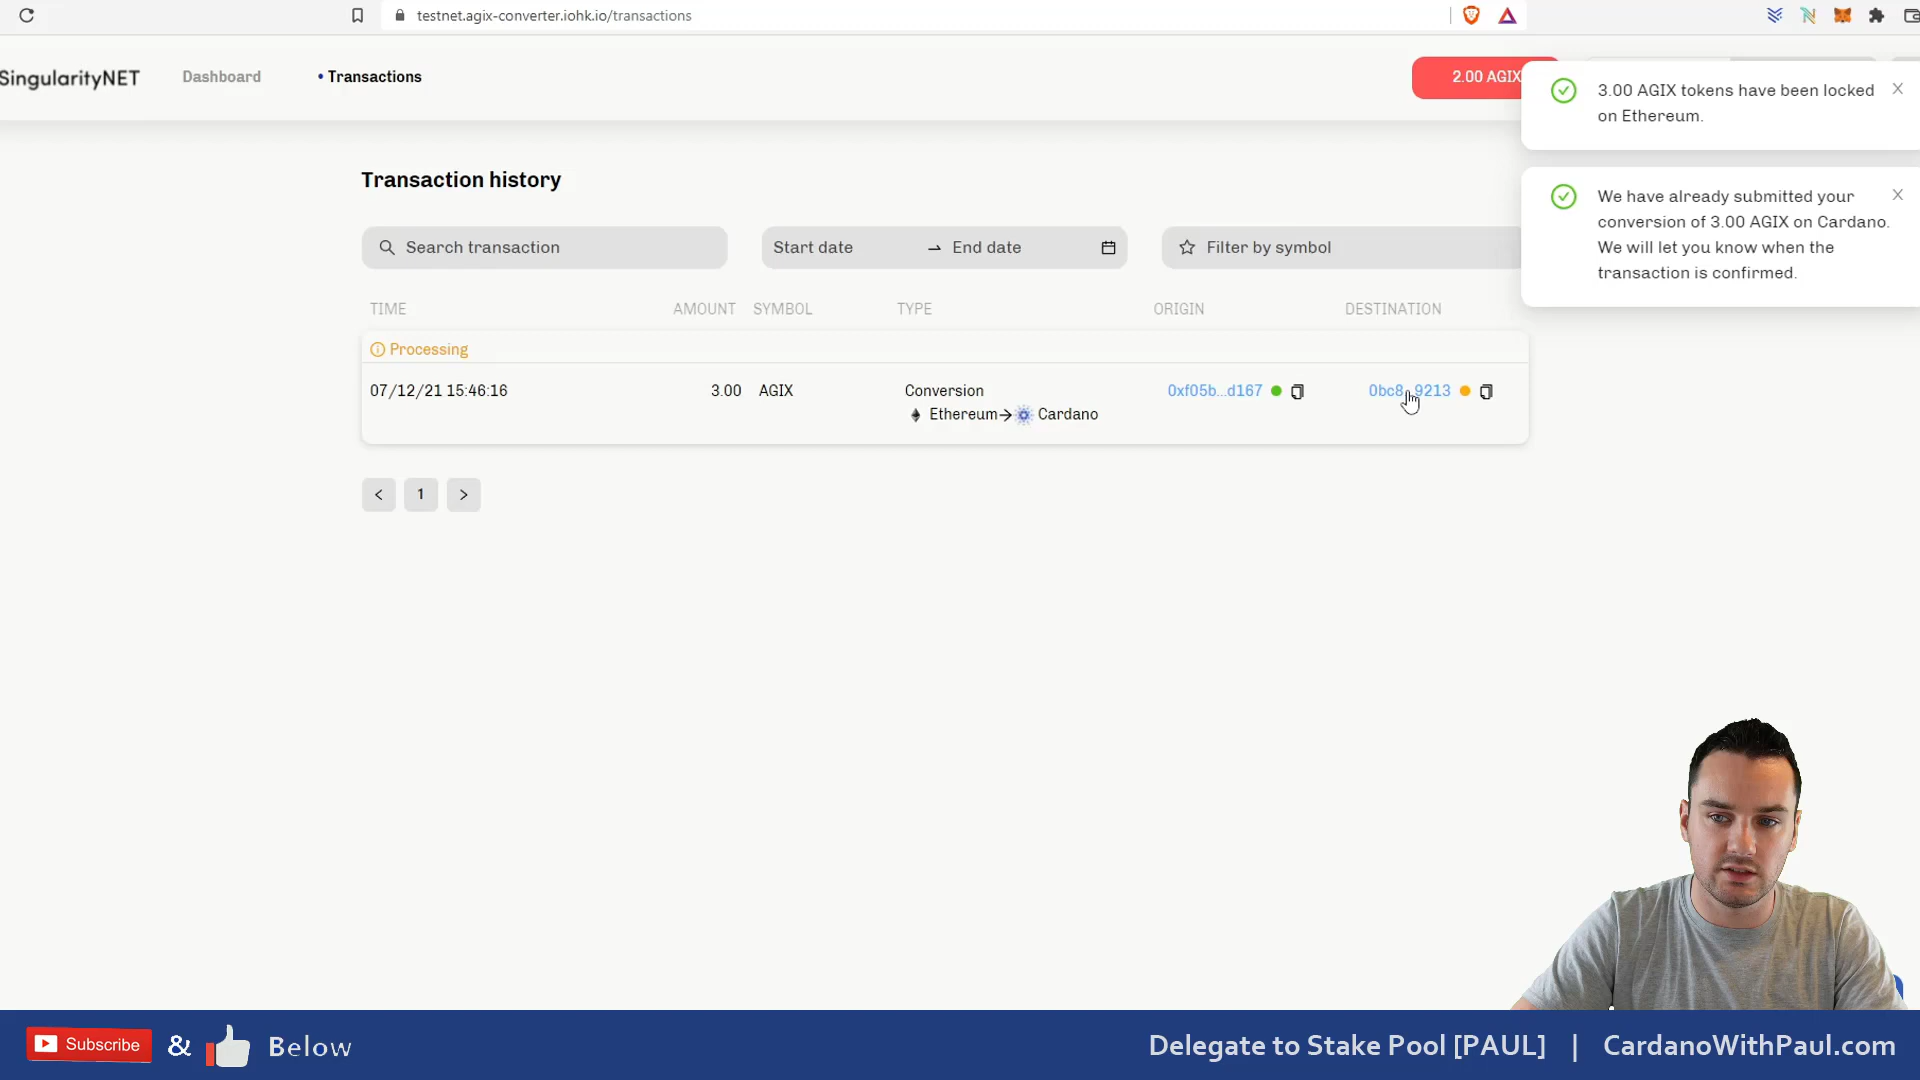 testnet.agix-converter.iohk.io/transactions
SingularityNET
Dashboard
• Transactions
2.00 AGIX
3.00 AGIX tokens have been locked
on Ethereum.
We have already submitted your
conversion of 3.00 AGIX on Cardano.
We will let you know when the
transaction is confirmed.
Transaction history
Search transaction
Start date → End date
Filter by symbol
TIME AMOUNT SYMBOL TYPE ORIGIN DESTINATION
Processing
07/12/21 15:46:16 3.00 AGIX Conversion 0xf05b...d167 0bc8...9213
Ethereum → Cardano
< 1 >
Subscribe & Below
Delegate to Stake Pool [PAUL] | CardanoWithPaul.com